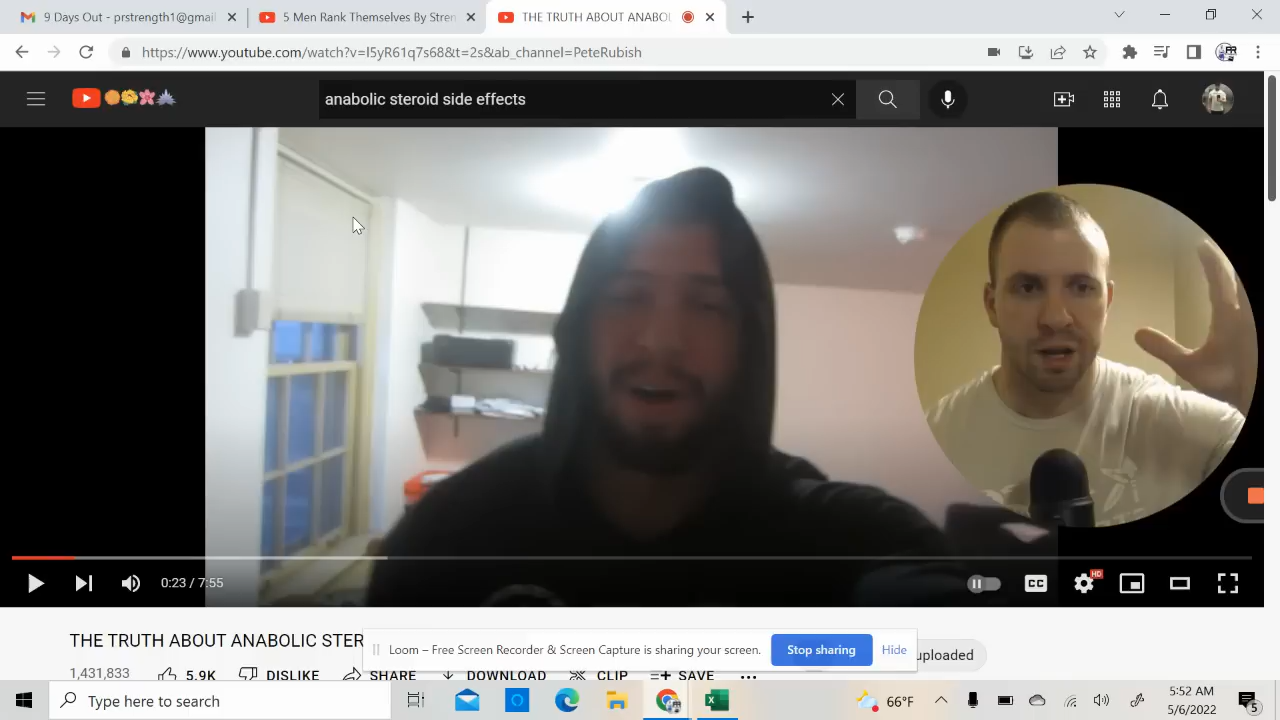 9 Days Out - prstrength1@gmail
5 Men Rank Themselves By Stren
THE TRUTH ABOUT ANABOL
https://www.youtube.com/watch?v=I5yR61q7s68&t=2s&ab_channel=PeteRubish
anabolic steroid side effects
0:23 / 7:55
CC
HD
THE TRUTH ABOUT ANABOLIC STER
Loom – Free Screen Recorder & Screen Capture is sharing your screen.
Stop sharing
Hide
uploaded
1,431,833
5.9K
DISLIKE
SHARE
DOWNLOAD
CLIP
SAVE
Type here to search
66°F
5:52 AM
5/6/2022
5